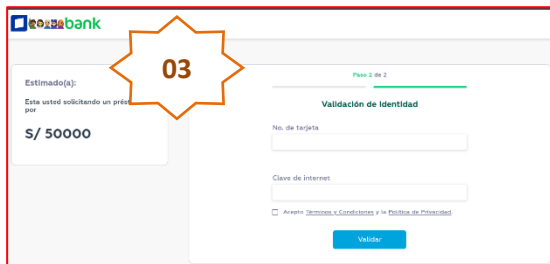 bank
03
Estimado(a):
Esta usted solicitando un
por
S/ 50000
Paso 2 de 2
Validación de Identidad
No. de tarjeta
Clave de internet
Acepto Términos y Condiciones y la Política de Privacidad.
Validar